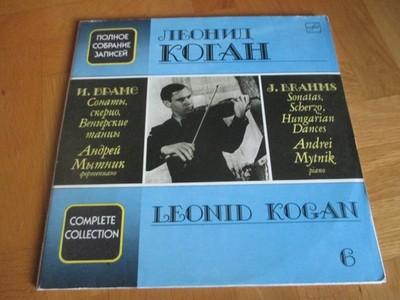 ПОЛНОЕ
СОБРАНИЕ
ЗАПИСЕЙ
ЛЕОНИД
КОГАН
И. БРАМС
Сонаты,
скерцо,
Венгерские
танцы
Андрей
Мытник
фортепиано
J. BRAHMS
Sonatas,
Scherzo,
Hungarian
Dances
Andrei
Mytnik
piano
COMPLETE
COLLECTION
LEONID KOGAN
6